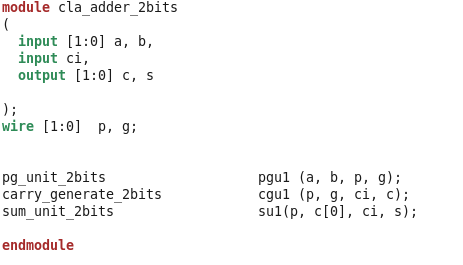 module cla_adder_2bits
(
  input [1:0] a, b,
  input ci,
  output [1:0] c, s
);
wire [1:0]  p, g;
pg_unit_2bits                   pgu1 (a, b, p, g);
carry_generate_2bits            cgu1 (p, g, ci, c);
sum_unit_2bits                  su1(p, c[0], ci, s);
endmodule